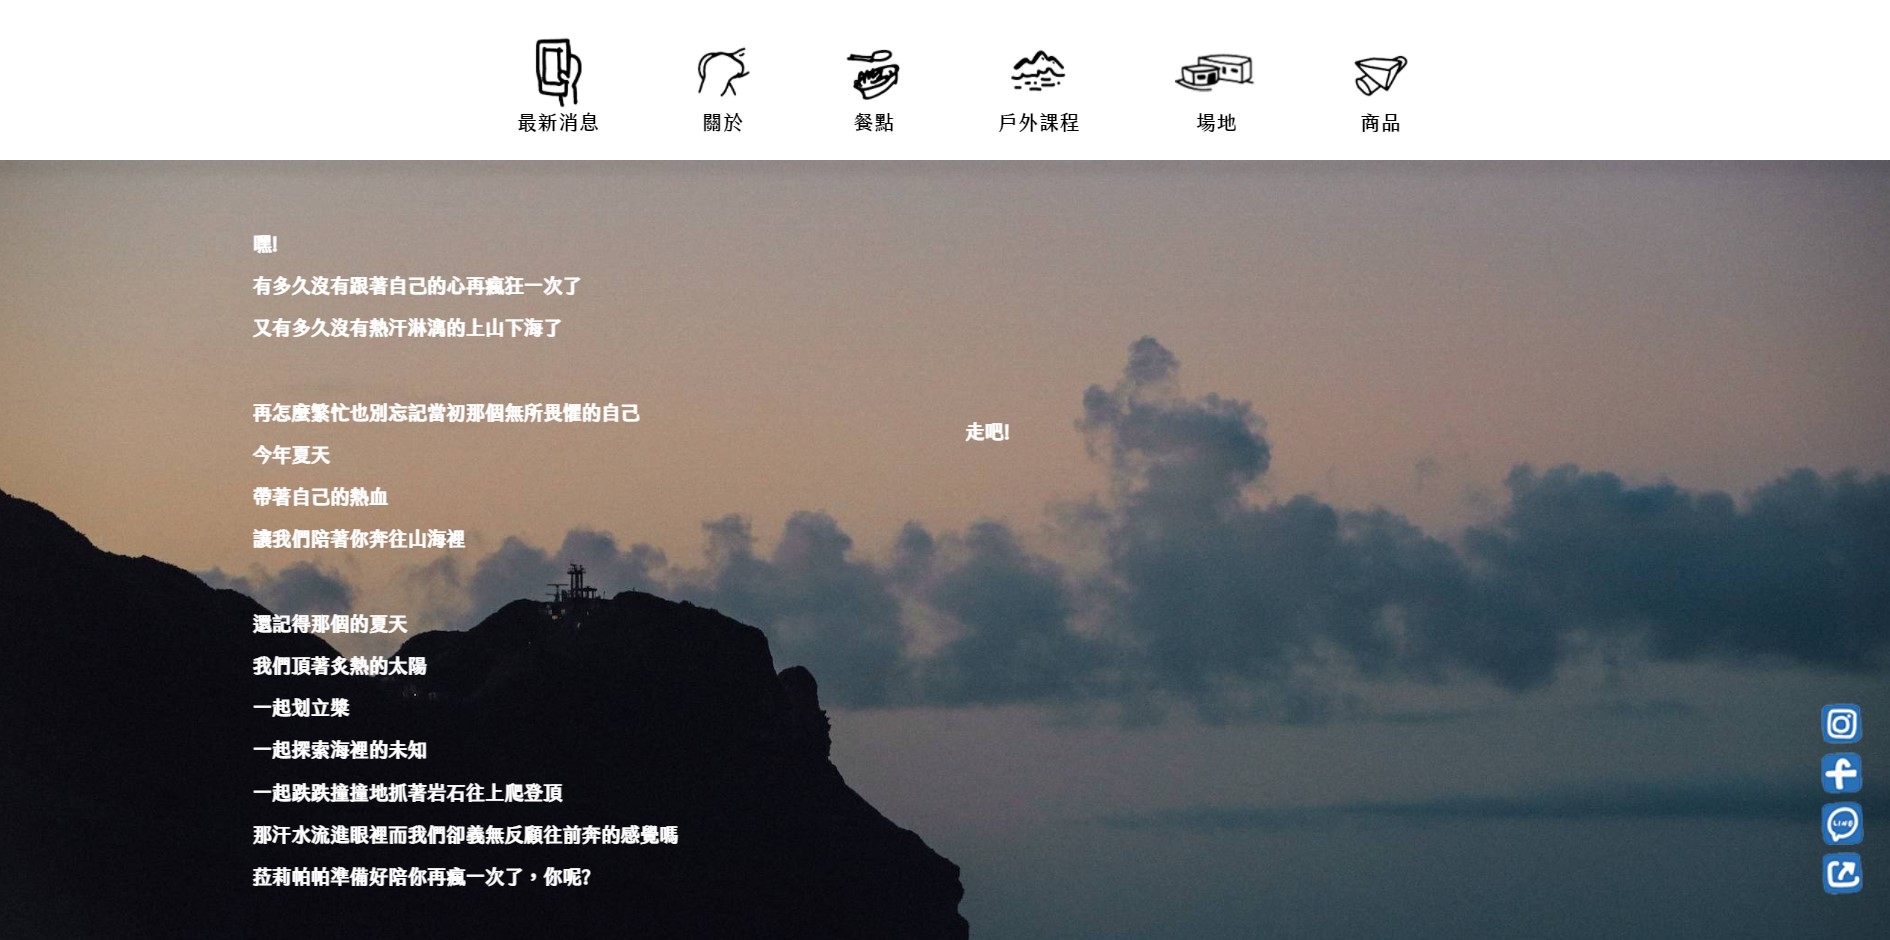 最新消息
關於
餐點
戶外課程
場地
商品
嘿!
有多久沒有跟著自己的心再瘋狂一次了
又有多久沒有熱汗淋漓的上山下海了
再怎麼繁忙也別忘記當初那個無所畏懼的自己
今年夏天
帶著自己的熱血
讓我們陪著你奔往山海裡
還記得那個的夏天
我們頂著炙熱的太陽
一起划立槳
一起探索海裡的未知
一起跌跌撞撞地抓著岩石往上爬登頂
那汗水流進眼裡而我們卻義無反顧往前奔的感覺嗎
菈莉帕帕準備好陪你再瘋一次了，你呢?
走吧!
LINE